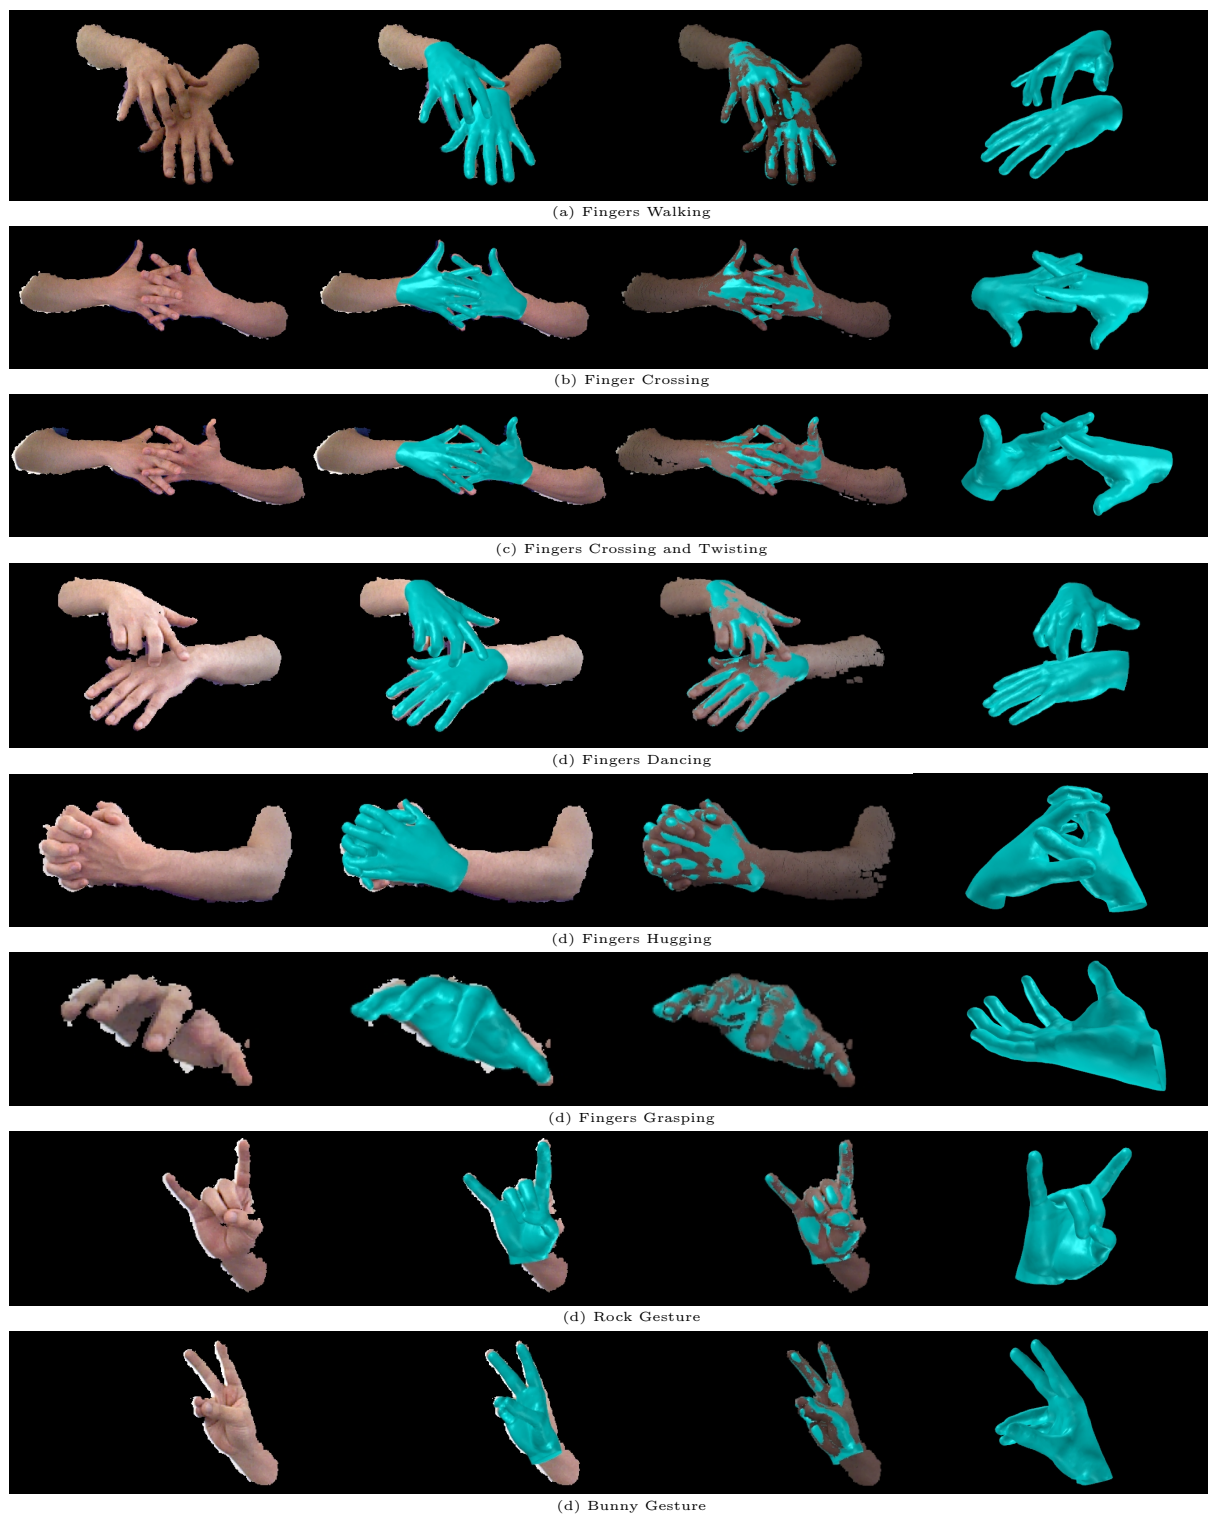 (a) Fingers Walking
(b) Finger Crossing
(c) Fingers Crossing and Twisting
(d) Fingers Dancing
(d) Fingers Hugging
(d) Fingers Grasping
(d) Rock Gesture
(d) Bunny Gesture